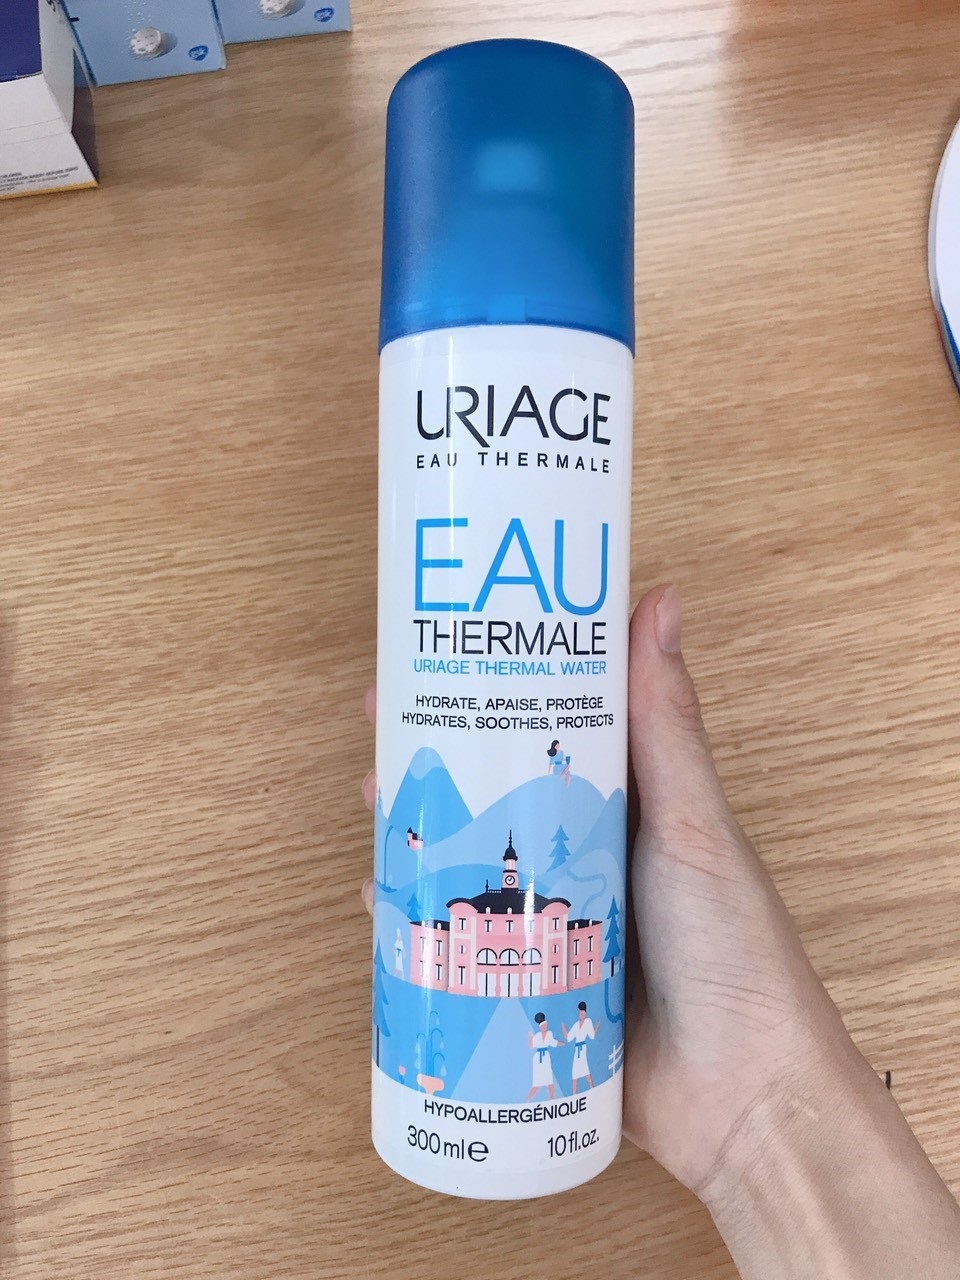 URIAGE
EAU THERMALE
EAU
THERMALE
URIAGE THERMAL WATER
HYDRATE, APAISE, PROTÈGE
HYDRATES, SOOTHES, PROTECTS
HYPOALLERGÉNIQUE
300 ml e 10 fl.oz.